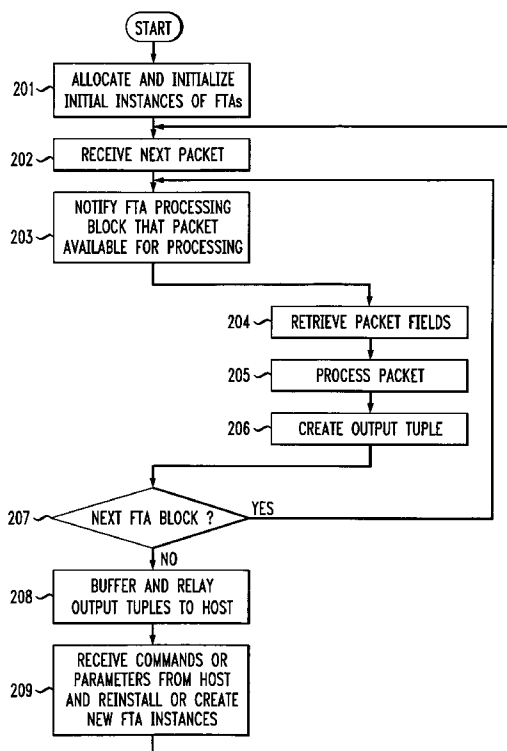 START
201
ALLOCATE AND INITIALIZE
INITIAL INSTANCES OF FTAs
202
RECEIVE NEXT PACKET
203
NOTIFY FTA PROCESSING
BLOCK THAT PACKET
AVAILABLE FOR PROCESSING
204
RETRIEVE PACKET FIELDS
205
PROCESS PACKET
206
CREATE OUTPUT TUPLE
207
NEXT FTA BLOCK ?
YES
NO
208
BUFFER AND RELAY
OUTPUT TUPLES TO HOST
209
RECEIVE COMMANDS OR
PARAMETERS FROM HOST
AND REINSTALL OR CREATE
NEW FTA INSTANCES